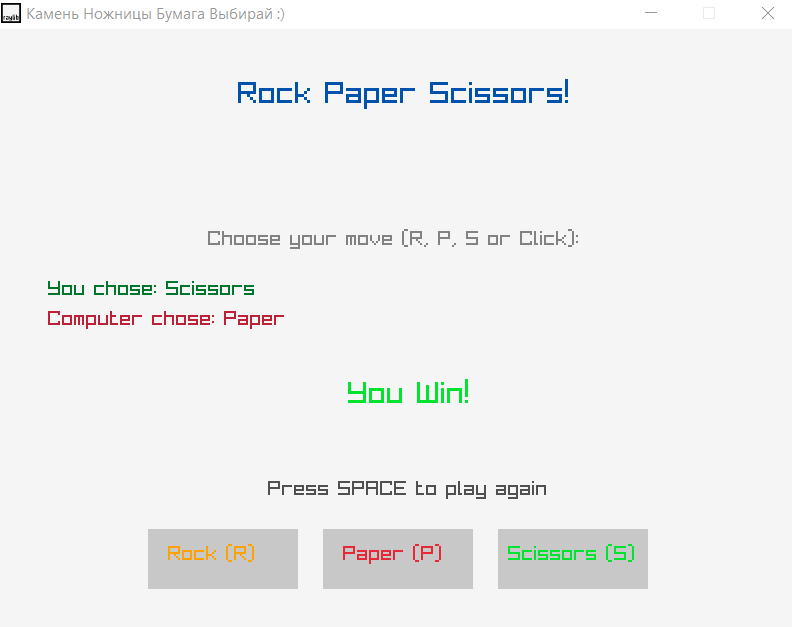 raylib
Камень Ножницы Бумага Выбирай :)
Rock Paper Scissors!
Choose your move (R, P, S or Click):
You chose: Scissors
Computer chose: Paper
You Win!
Press SPACE to play again
Rock (R)
Paper (P)
Scissors (S)